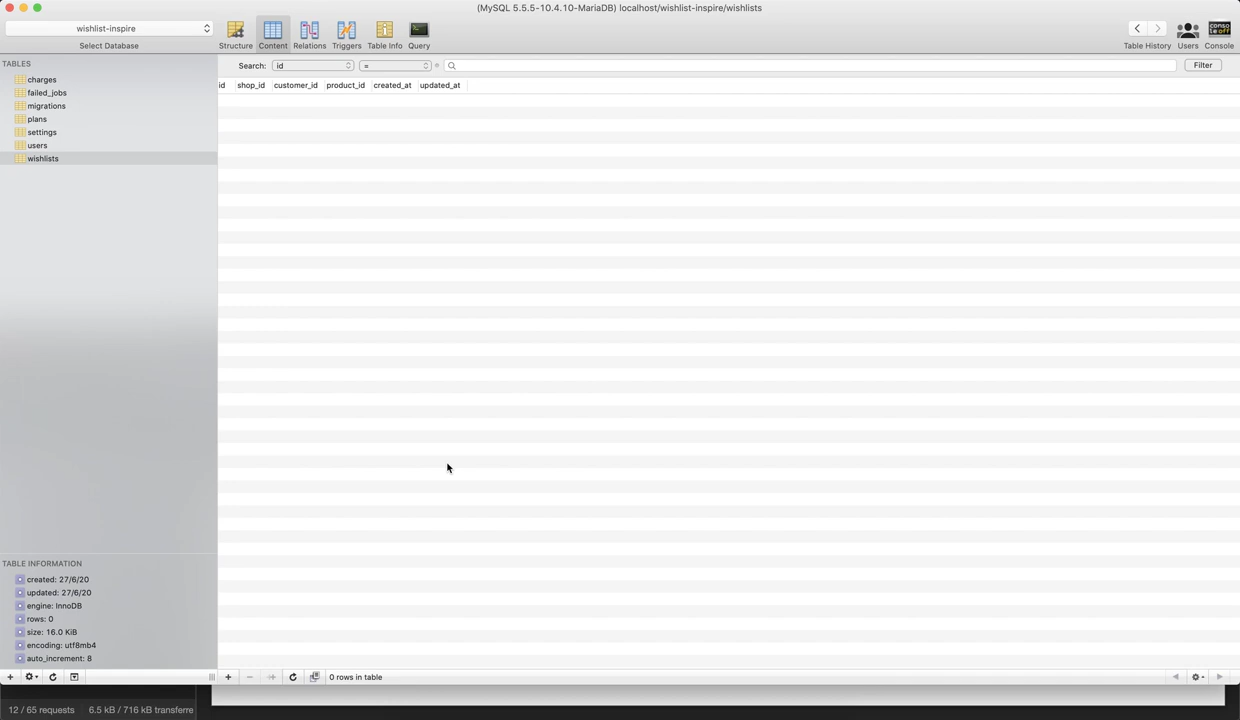 (MySQL 5.5.5-10.4.10-MariaDB) localhost/wishlist-inspire/wishlists
wishlist-inspire
Select Database
Structure
Content
Relations
Triggers
Table Info
Query
Table History
Users
conso
le off
Console
TABLES
charges
failed_jobs
migrations
plans
settings
users
wishlists
Search:
id
=
Filter
id
shop_id
customer_id
product_id
created_at
updated_at
TABLE INFORMATION
created: 27/6/20
updated: 27/6/20
engine: InnoDB
rows: 0
size: 16.0 KiB
encoding: utf8mb4
auto_increment: 8
0 rows in table
12 / 65 requests
6.5 kB / 716 kB transferre